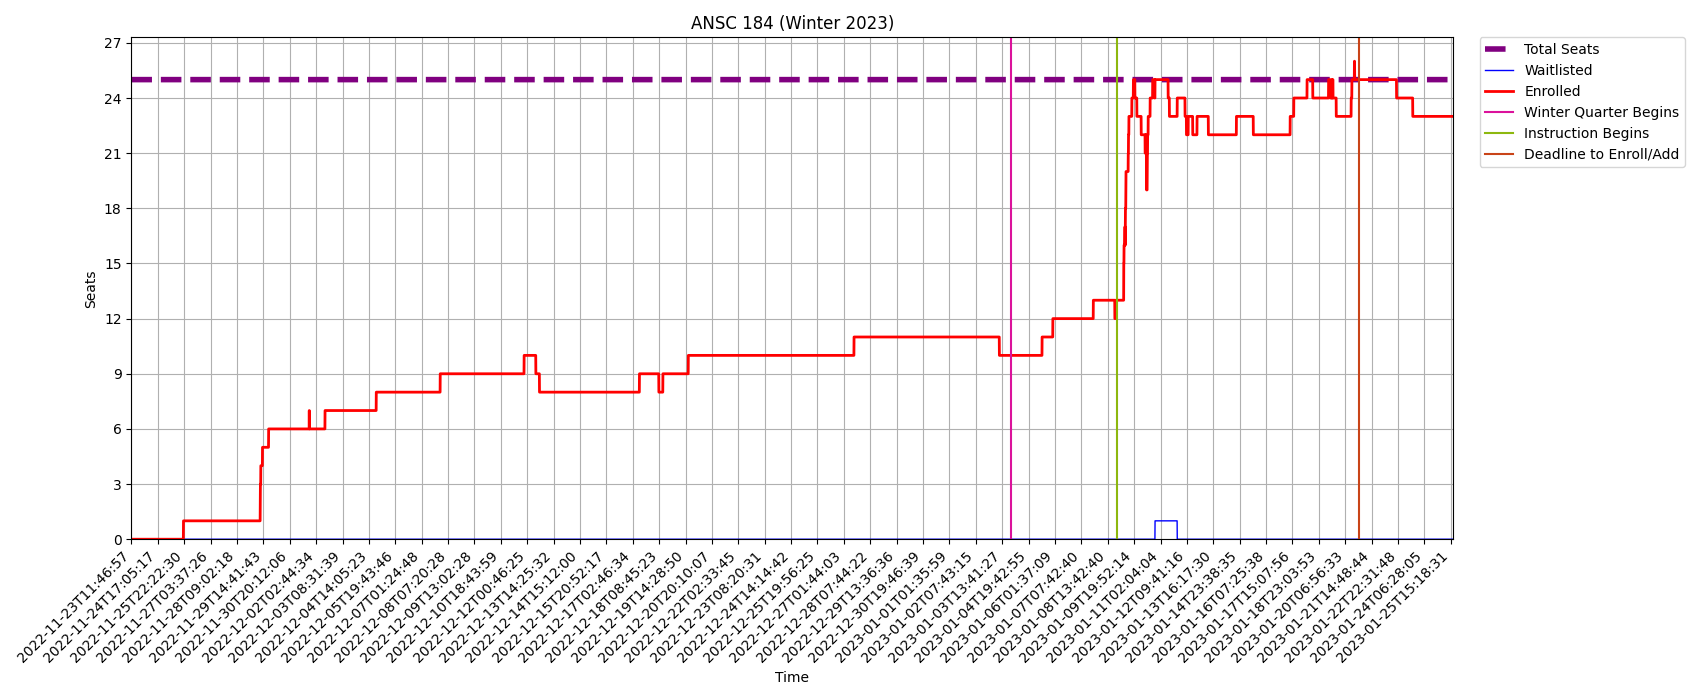 ANSC 184 (Winter 2023)
Total Seats
Waitlisted
Enrolled
Winter Quarter Begins
Instruction Begins
Deadline to Enroll/Add
Seats
27
24
21
18
15
12
9
6
3
0
2022-11-23T11:46:57
2022-11-24T17:05:17
2022-11-25T22:22:30
2022-11-27T03:37:26
2022-11-28T09:02:18
2022-11-29T14:41:43
2022-11-30T20:12:06
2022-12-02T02:44:34
2022-12-03T08:31:39
2022-12-04T14:05:23
2022-12-05T19:43:46
2022-12-07T01:24:48
2022-12-08T07:20:28
2022-12-09T13:02:28
2022-12-10T18:43:59
2022-12-12T00:46:25
2022-12-13T14:25:32
2022-12-14T15:12:00
2022-12-15T20:52:17
2022-12-17T02:46:34
2022-12-18T08:45:23
2022-12-19T14:28:50
2022-12-20T20:10:07
2022-12-22T02:33:45
2022-12-23T08:20:31
2022-12-24T14:14:42
2022-12-25T19:56:25
2022-12-27T01:44:03
2022-12-28T07:44:22
2022-12-29T13:36:36
2022-12-30T19:46:39
2023-01-01T01:35:59
2023-01-02T07:43:15
2023-01-03T13:41:27
2023-01-04T19:42:55
2023-01-06T01:37:09
2023-01-07T07:42:40
2023-01-08T13:42:40
2023-01-09T19:52:14
2023-01-11T02:04:04
2023-01-12T09:41:16
2023-01-13T16:17:30
2023-01-14T23:38:35
2023-01-16T07:25:38
2023-01-17T15:07:56
2023-01-18T23:03:53
2023-01-20T06:56:33
2023-01-21T14:48:44
2023-01-22T22:31:48
2023-01-24T06:28:05
2023-01-25T15:18:31
Time